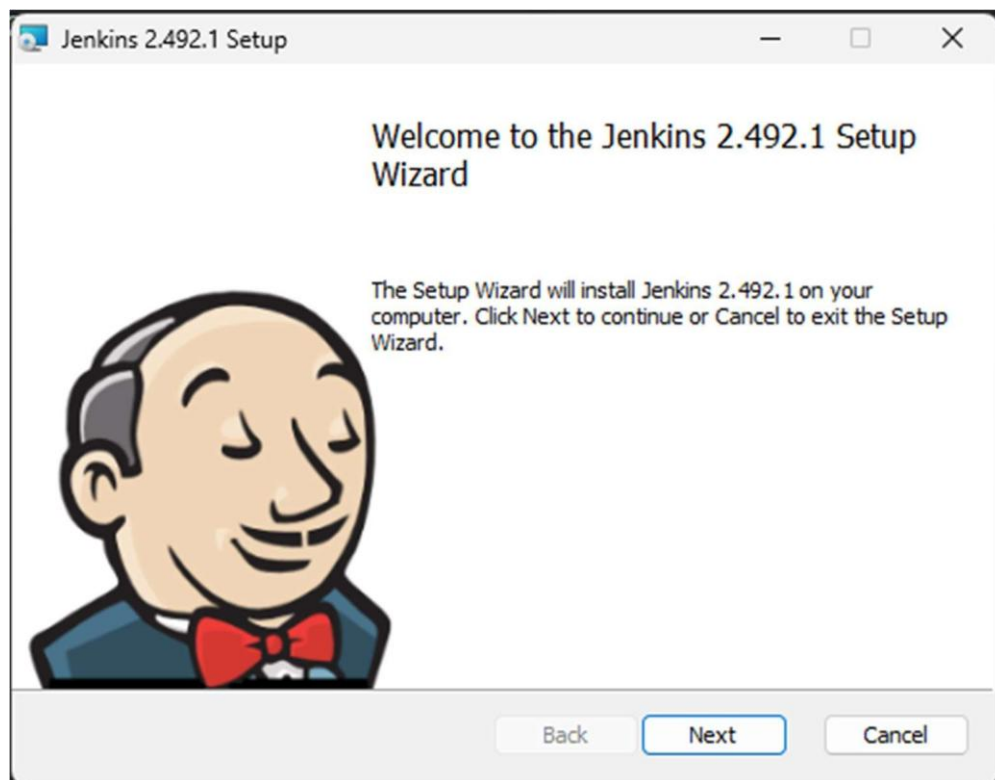 Jenkins 2.492.1 Setup
Welcome to the Jenkins 2.492.1 Setup
Wizard
The Setup Wizard will install Jenkins 2.492.1 on your
computer. Click Next to continue or Cancel to exit the Setup
Wizard.
Back Next Cancel